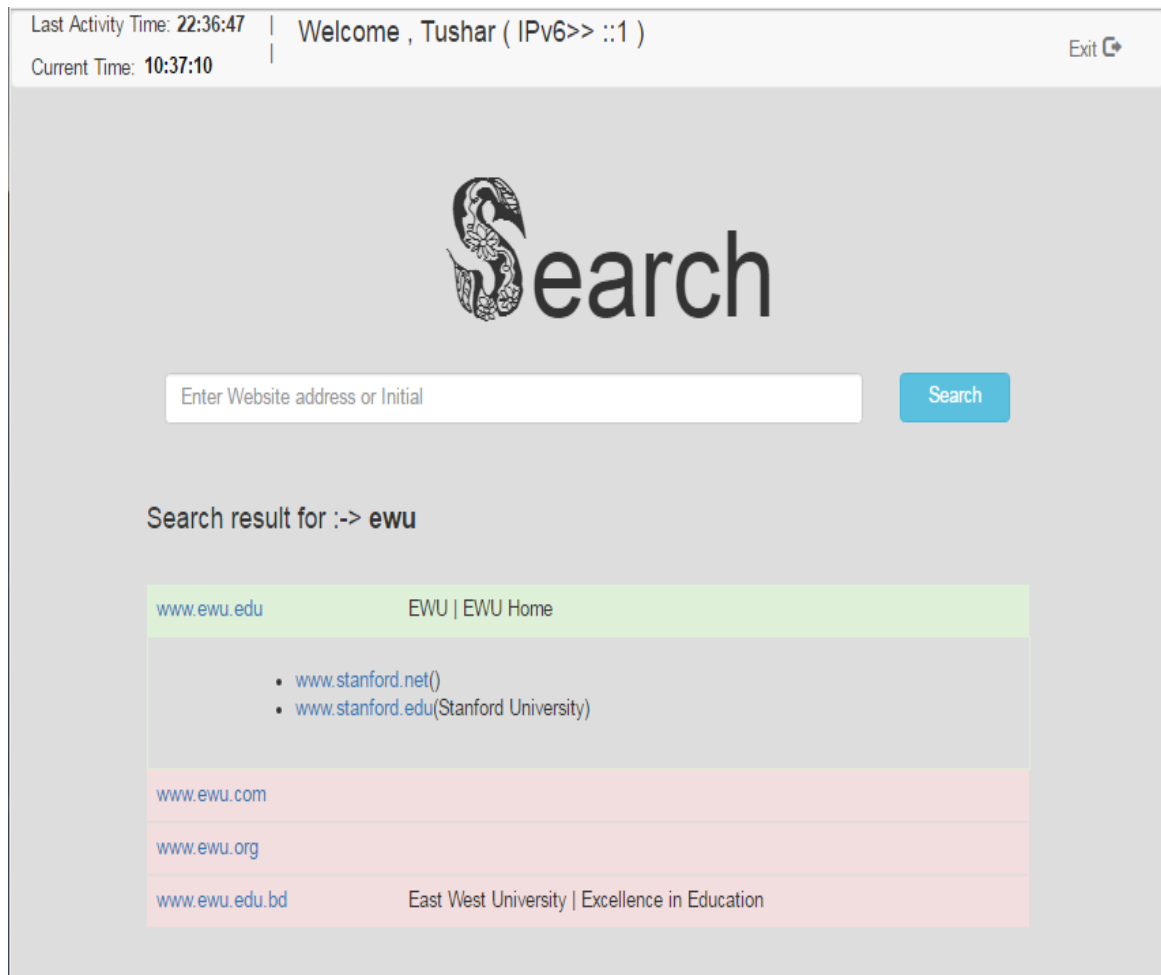 Last Activity Time: 22:36:47 | Welcome , Tushar ( IPv6>> ::1 )
Current Time: 10:37:10 |
Exit
Search
Enter Website address or Initial
Search
Search result for :-> ewu
www.ewu.edu EWU | EWU Home
• www.stanford.net()
• www.stanford.edu(Stanford University)
www.ewu.com
www.ewu.org
www.ewu.edu.bd East West University | Excellence in Education